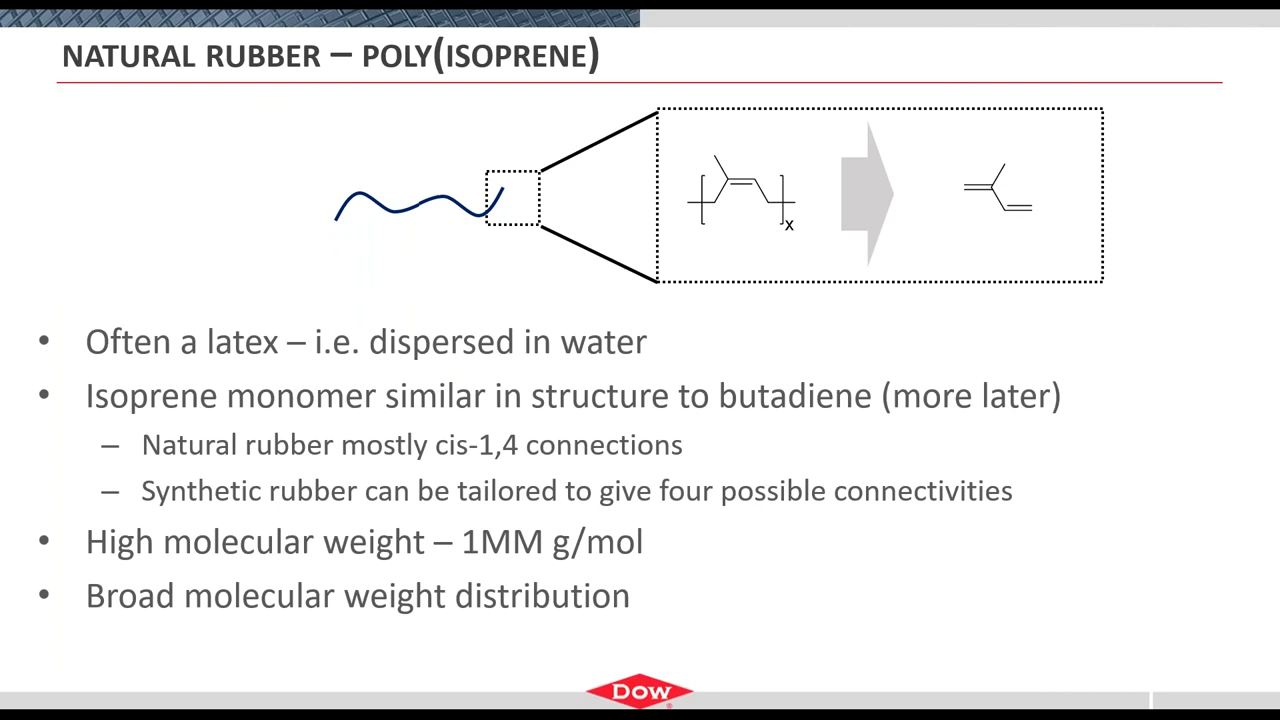 NATURAL RUBBER – POLY(ISOPRENE)
x
• Often a latex – i.e. dispersed in water
• Isoprene monomer similar in structure to butadiene (more later)
– Natural rubber mostly cis-1,4 connections
– Synthetic rubber can be tailored to give four possible connectivities
• High molecular weight – 1MM g/mol
• Broad molecular weight distribution
Dow®